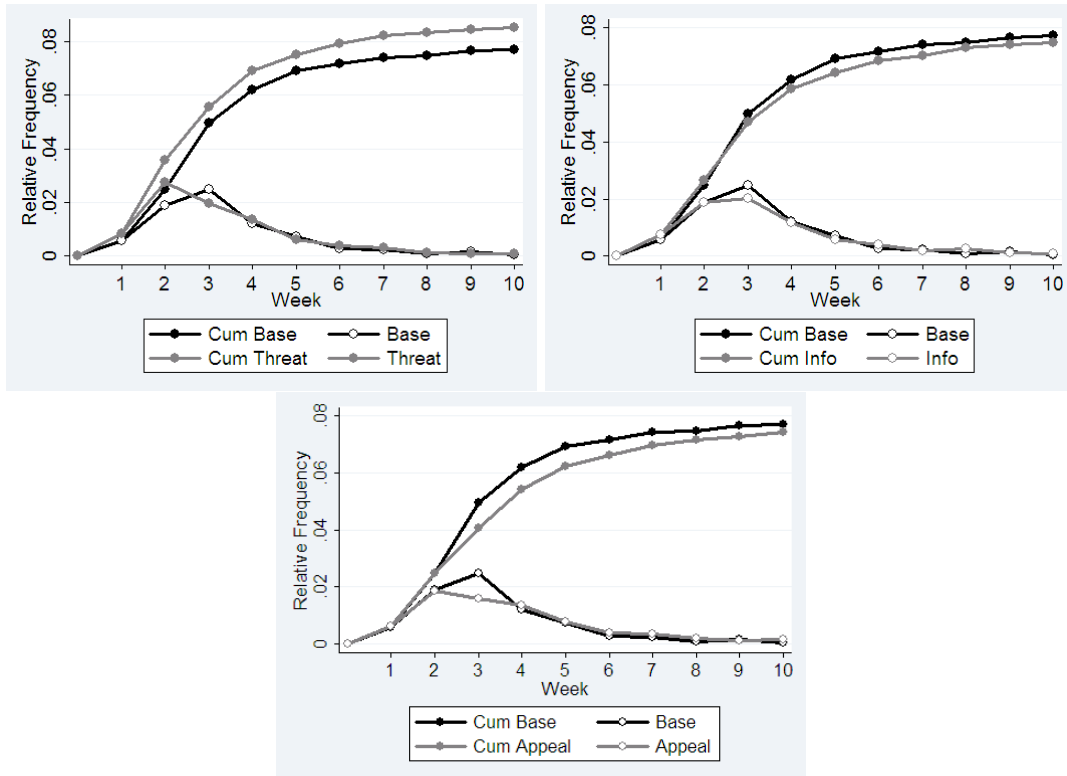 Relative Frequency
.08
.06
.04
.02
0
1 2 3 4 5 6 7 8 9 10
Week
Cum Base Base
Cum Threat Threat
Relative Frequency
.08
.06
.04
.02
0
1 2 3 4 5 6 7 8 9 10
Week
Cum Base Base
Cum Info Info
Relative Frequency
.08
.06
.04
.02
0
1 2 3 4 5 6 7 8 9 10
Week
Cum Base Base
Cum Appeal Appeal